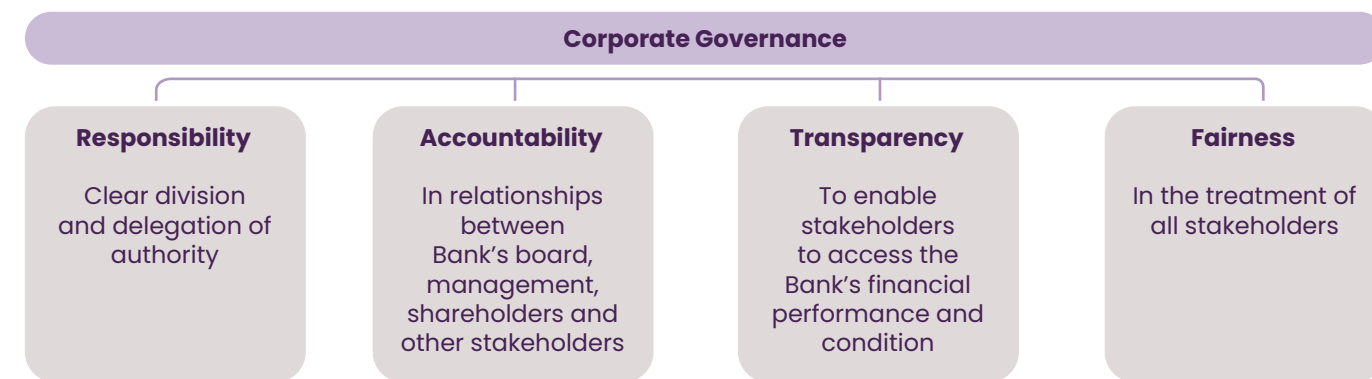 Corporate Governance
Responsibility
Clear division
and delegation of
authority
Accountability
In relationships
between
Bank’s board,
management,
shareholders and
other stakeholders
Transparency
To enable
stakeholders
to access the
Bank’s financial
performance and
condition
Fairness
In the treatment of
all stakeholders